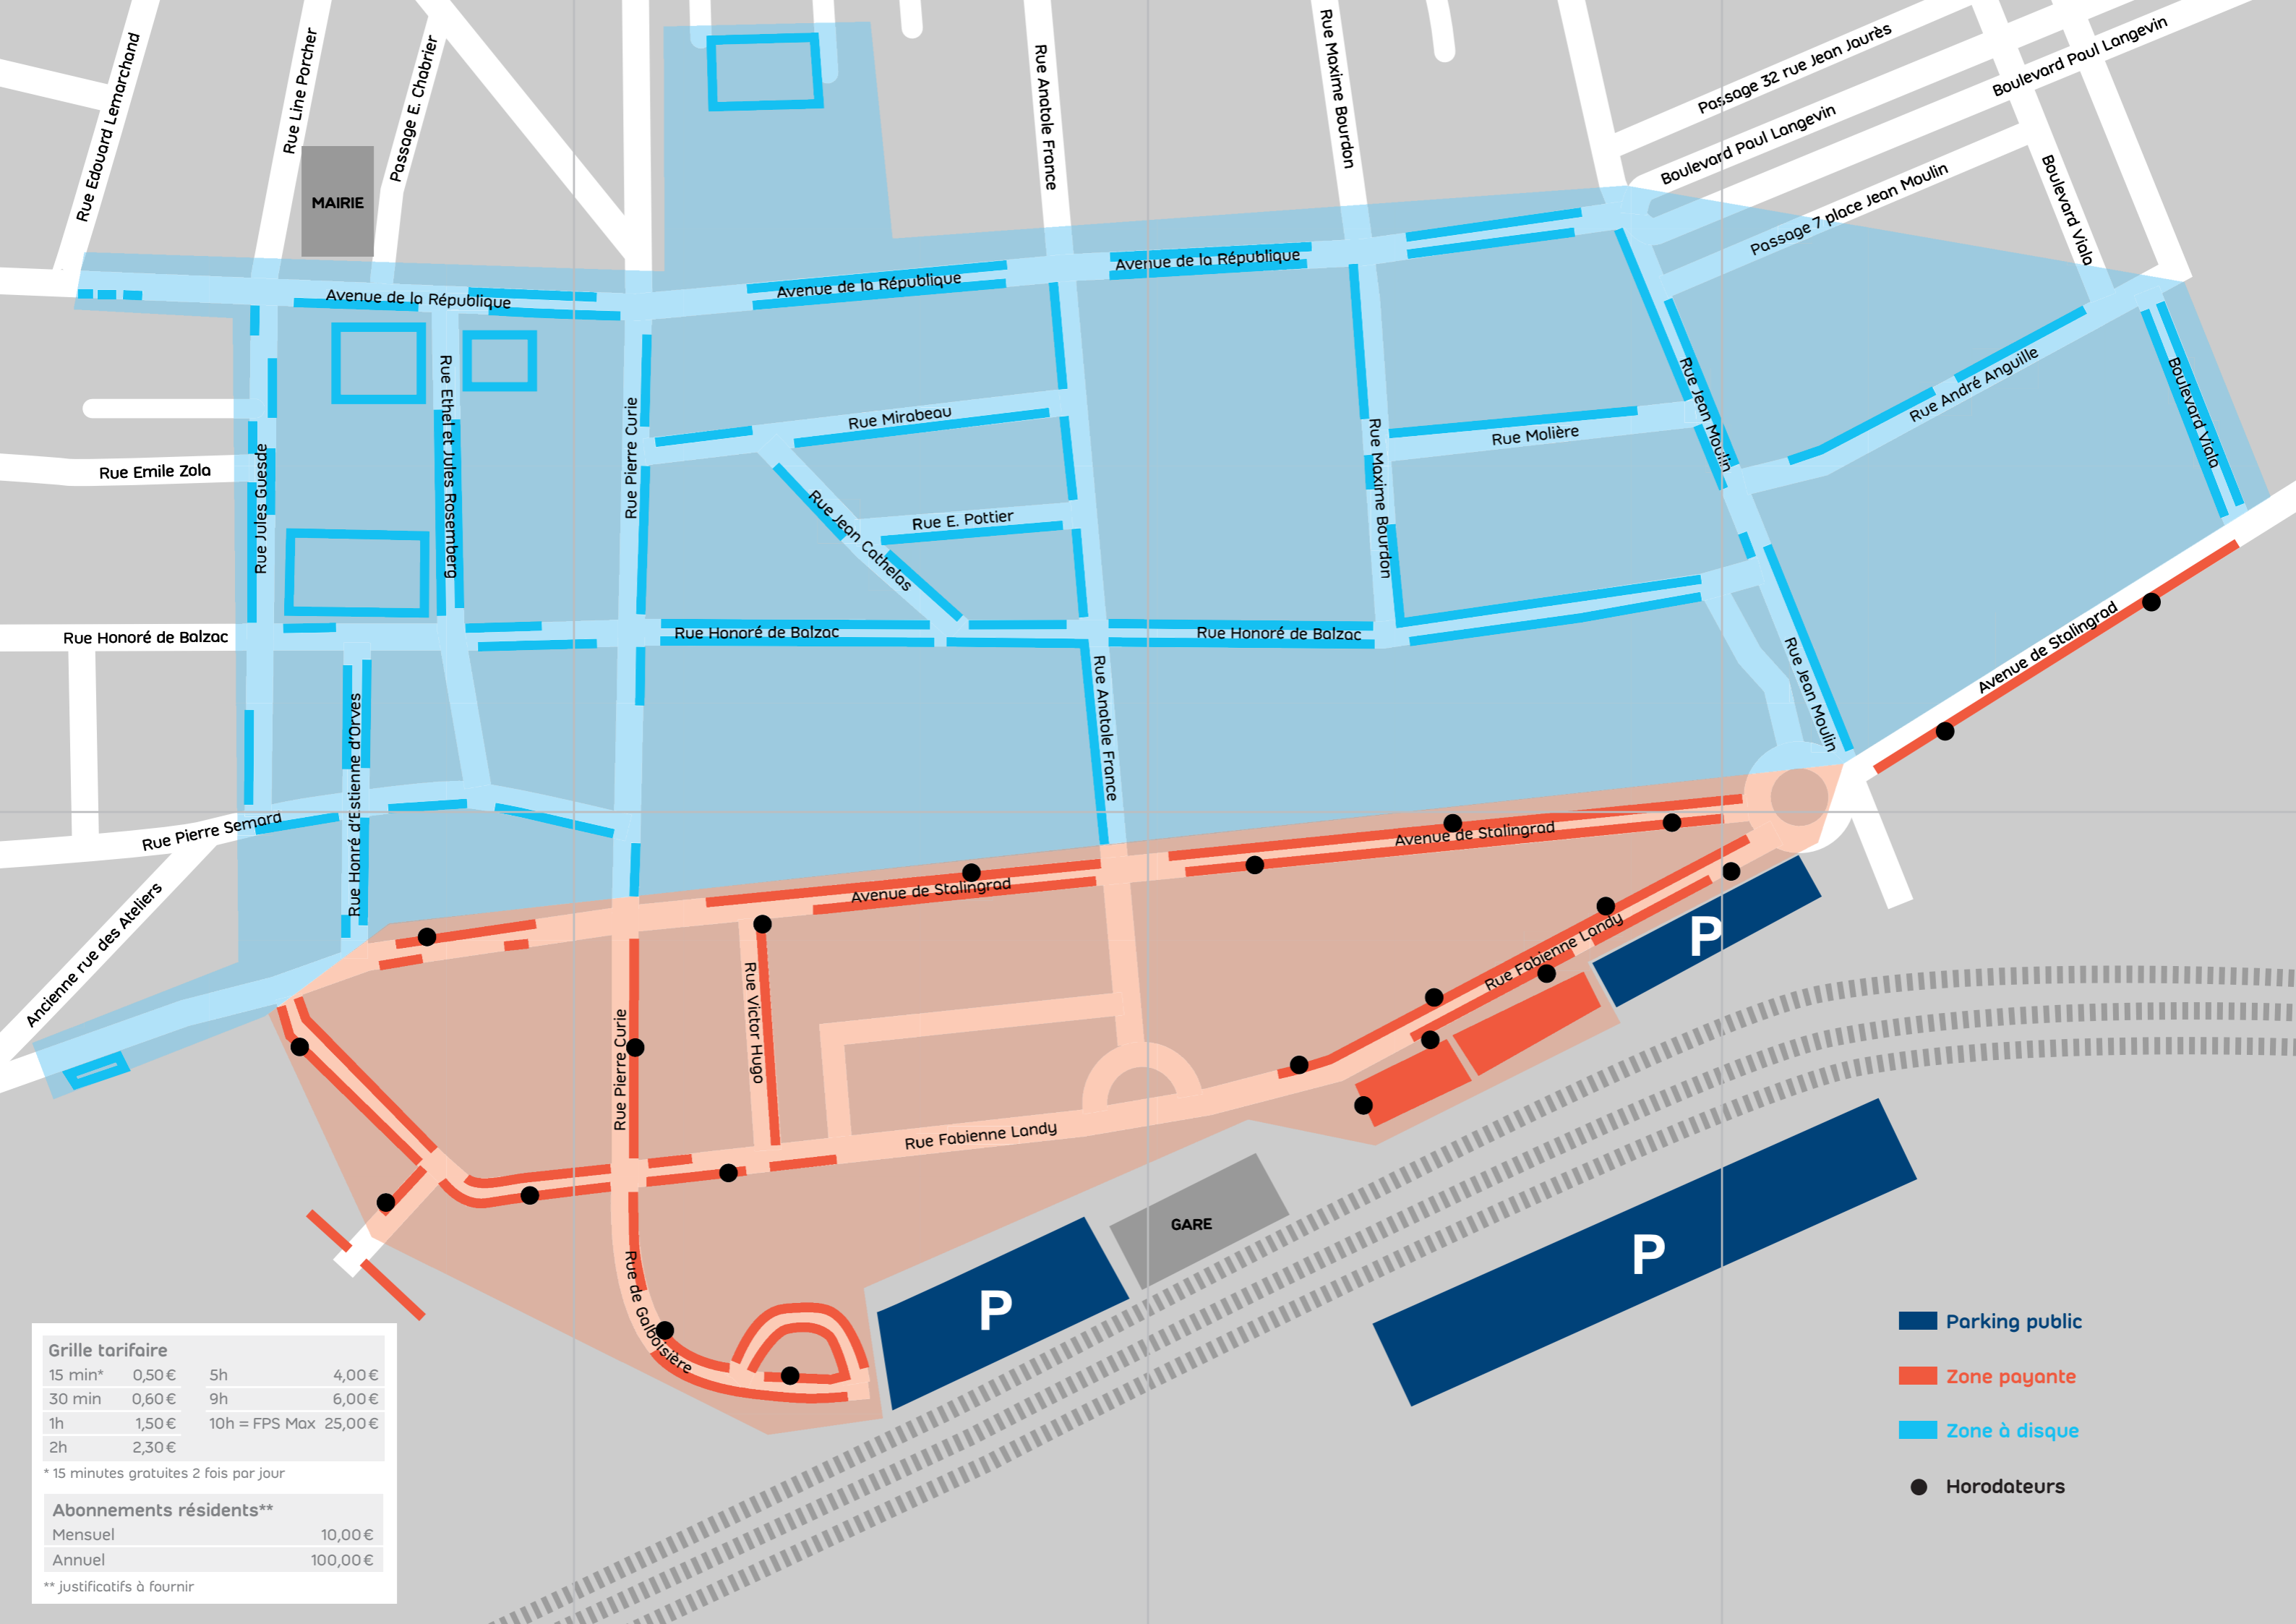 Rue Edouard Lemarchand
Rue Line Porcher
Passage E. Chabrier
MAIRIE
Rue Anatole France
Rue Maxime Bourdon
Passage 32 rue Jean Jaurès
Boulevard Paul Langevin
Boulevard Paul Langevin
Passage 7 place Jean Moulin
Boulevard Viala
Avenue de la République
Avenue de la République
Avenue de la République
Rue Emile Zola
Rue Jules Guesde
Rue Ethel et Jules Rosemberg
Rue Pierre Curie
Rue Mirabeau
Rue Jean Cathelas
Rue E. Pottier
Rue Maxime Bourdon
Rue Molière
Rue Jean Moulin
Rue André Anguille
Boulevard Viala
Rue Honoré de Balzac
Rue Honoré de Balzac
Rue Honoré de Balzac
Rue Honré d'Estienne d'Orves
Rue Anatole France
Rue Jean Moulin
Avenue de Stalingrad
Rue Pierre Semard
Ancienne rue des Ateliers
Avenue de Stalingrad
Avenue de Stalingrad
Rue Pierre Curie
Rue Victor Hugo
Rue Fabienne Landy
Rue Fabienne Landy
P
GARE
P
P
Rue de Galboisière
Parking public
Zone payante
Zone à disque
Horodateurs
Grille tarifaire
15 min* 0,50 € 5h 4,00 €
30 min 0,60 € 9h 6,00 €
1h 1,50 € 10h = FPS Max 25,00 €
2h 2,30 €
* 15 minutes gratuites 2 fois par jour
Abonnements résidents**
Mensuel 10,00 €
Annuel 100,00 €
** justificatifs à fournir